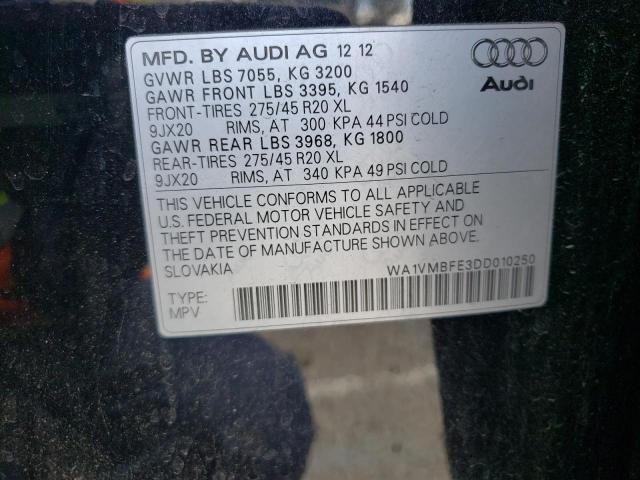 MFD. BY AUDI AG 12 12
GVWR LBS 7055, KG 3200
GAWR FRONT LBS 3395, KG 1540
FRONT-TIRES 275/45 R20 XL
9JX20 RIMS, AT 300 KPA 44 PSI COLD
GAWR REAR LBS 3968, KG 1800
REAR-TIRES 275/45 R20 XL
9JX20 RIMS, AT 340 KPA 49 PSI COLD
Audi
THIS VEHICLE CONFORMS TO ALL APPLICABLE
U.S. FEDERAL MOTOR VEHICLE SAFETY AND
THEFT PREVENTION STANDARDS IN EFFECT ON
THE DATE OF MANUFACTURE SHOWN ABOVE.
SLOVAKIA
WA1VMBFE3DD010250
TYPE:
MPV